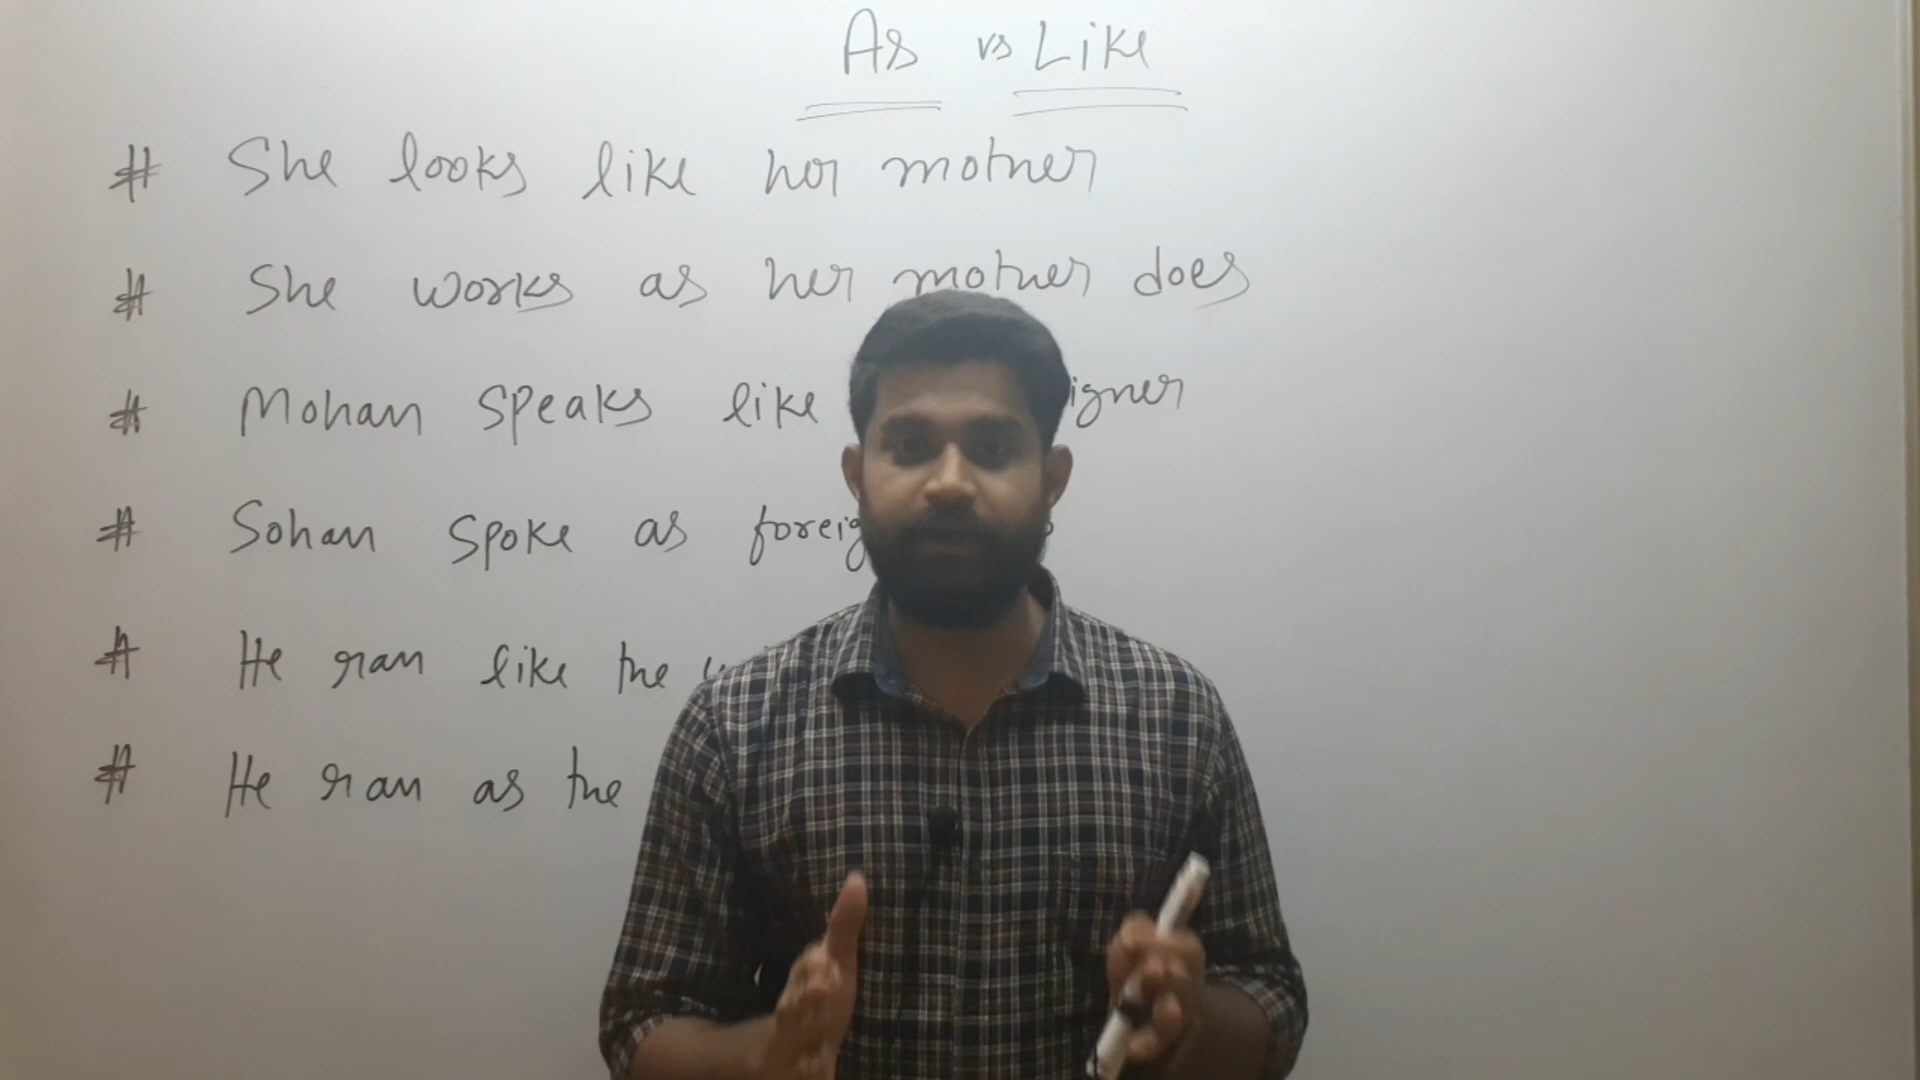 As vs Like
# She looks like her mother
# She works as her mother does
# Mohan speaks like
# Sohan spoke as
# He ran like the
# He ran as the